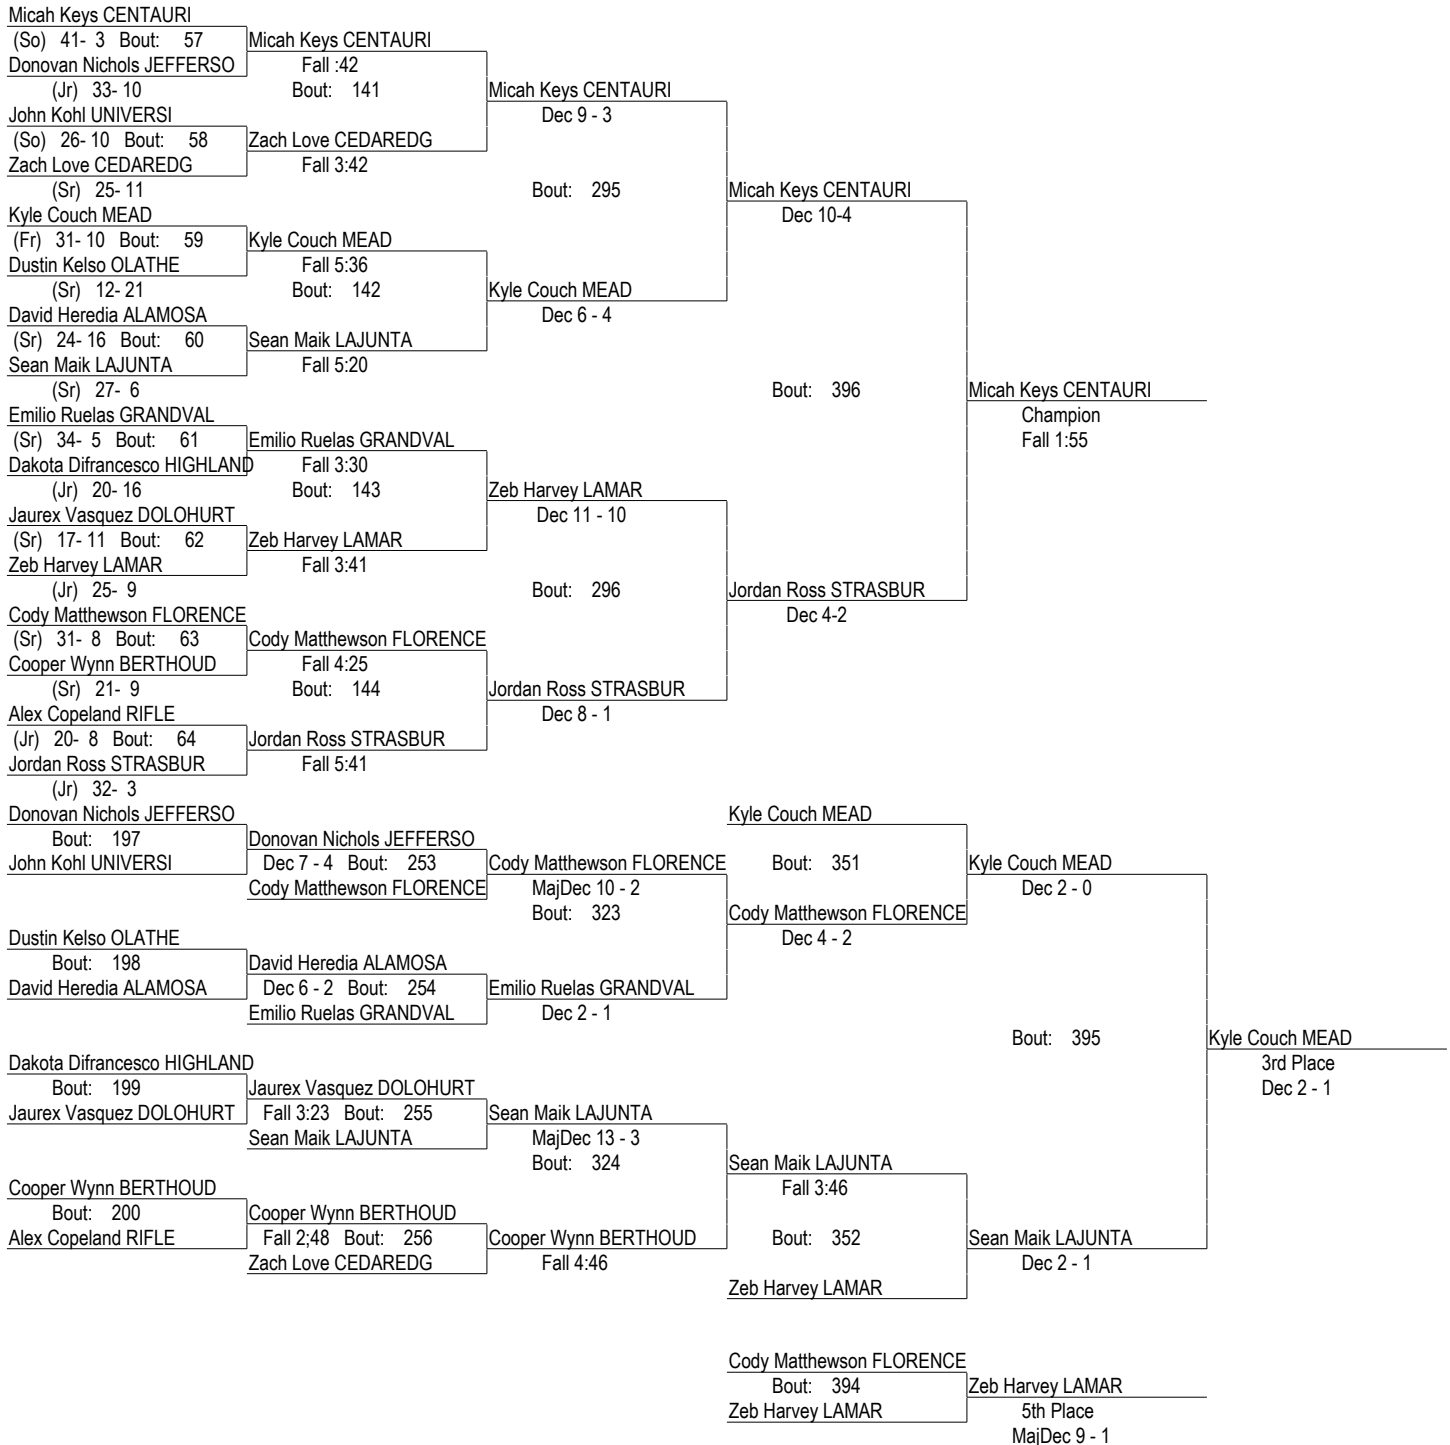 Micah Keys CENTAURI
(So) 41- 3 Bout: 57 Micah Keys CENTAURI
Donovan Nichols JEFFERSO Fall :42
(Jr) 33- 10 Bout: 141 Micah Keys CENTAURI
John Kohl UNIVERSI Dec 9 - 3
(So) 26- 10 Bout: 58 Zach Love CEDAREDG
Zach Love CEDAREDG Fall 3:42
(Sr) 25- 11 Bout: 295 Micah Keys CENTAURI
Kyle Couch MEAD Dec 10-4
(Fr) 31- 10 Bout: 59 Kyle Couch MEAD
Dustin Kelso OLATHE Fall 5:36
(Sr) 12- 21 Bout: 142 Kyle Couch MEAD
David Heredia ALAMOSA Dec 6 - 4
(Sr) 24- 16 Bout: 60 Sean Maik LAJUNTA
Sean Maik LAJUNTA Fall 5:20
(Sr) 27- 6 Bout: 396 Micah Keys CENTAURI
Emilio Ruelas GRANDVAL Champion
(Sr) 34- 5 Bout: 61 Emilio Ruelas GRANDVAL Fall 1:55
Dakota Difrancesco HIGHLAND Fall 3:30
(Jr) 20- 16 Bout: 143 Zeb Harvey LAMAR
Jaurex Vasquez DOLOHURT Dec 11 - 10
(Sr) 17- 11 Bout: 62 Zeb Harvey LAMAR
Zeb Harvey LAMAR Fall 3:41
(Jr) 25- 9 Bout: 296 Jordan Ross STRASBUR
Cody Matthewson FLORENCE Dec 4-2
(Sr) 31- 8 Bout: 63 Cody Matthewson FLORENCE
Cooper Wynn BERTHOUD Fall 4:25
(Sr) 21- 9 Bout: 144 Jordan Ross STRASBUR
Alex Copeland RIFLE Dec 8 - 1
(Jr) 20- 8 Bout: 64 Jordan Ross STRASBUR
Jordan Ross STRASBUR Fall 5:41
(Jr) 32- 3
Donovan Nichols JEFFERSO Kyle Couch MEAD
Bout: 197 Donovan Nichols JEFFERSO
John Kohl UNIVERSI Dec 7 - 4 Bout: 253 Cody Matthewson FLORENCE Bout: 351 Kyle Couch MEAD
Cody Matthewson FLORENCE MajDec 10 - 2 Dec 2 - 0
Bout: 323 Cody Matthewson FLORENCE
Dustin Kelso OLATHE Dec 4 - 2
Bout: 198 David Heredia ALAMOSA
David Heredia ALAMOSA Dec 6 - 2 Bout: 254 Emilio Ruelas GRANDVAL
Emilio Ruelas GRANDVAL Dec 2 - 1
Bout: 395 Kyle Couch MEAD
Dakota Difrancesco HIGHLAND 3rd Place
Bout: 199 Jaurex Vasquez DOLOHURT Dec 2 - 1
Jaurex Vasquez DOLOHURT Fall 3:23 Bout: 255 Sean Maik LAJUNTA
Sean Maik LAJUNTA MajDec 13 - 3
Bout: 324 Sean Maik LAJUNTA
Cooper Wynn BERTHOUD Fall 3:46
Bout: 200 Cooper Wynn BERTHOUD
Alex Copeland RIFLE Fall 2;48 Bout: 256 Cooper Wynn BERTHOUD Bout: 352 Sean Maik LAJUNTA
Zach Love CEDAREDG Fall 4:46 Dec 2 - 1
Zeb Harvey LAMAR
Cody Matthewson FLORENCE
Bout: 394 Zeb Harvey LAMAR
Zeb Harvey LAMAR 5th Place
MajDec 9 - 1